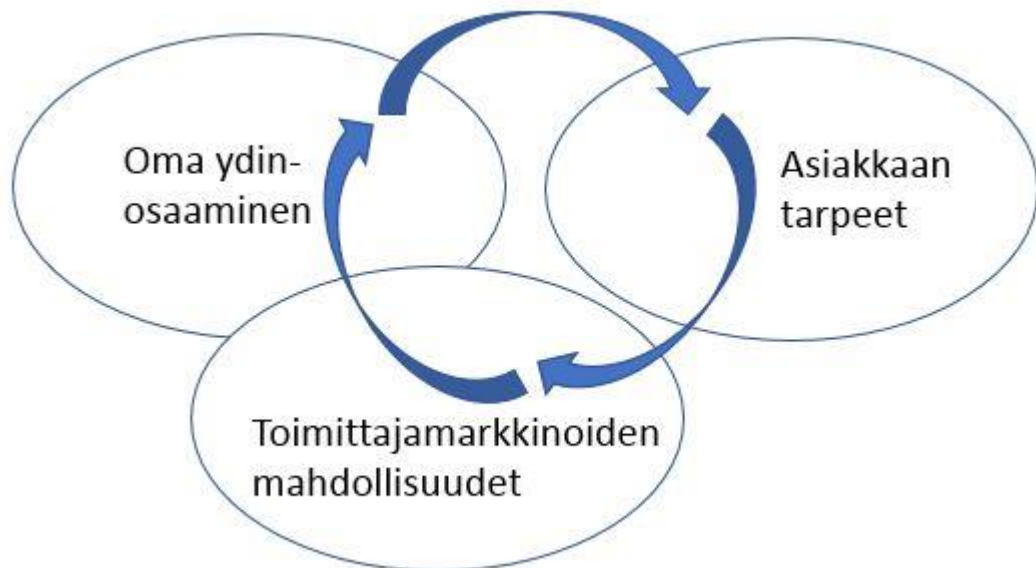 Oma ydin-
osaaminen
Asiakkaan
tarpeet
Toimittajamarkkinoiden
mahdollisuudet